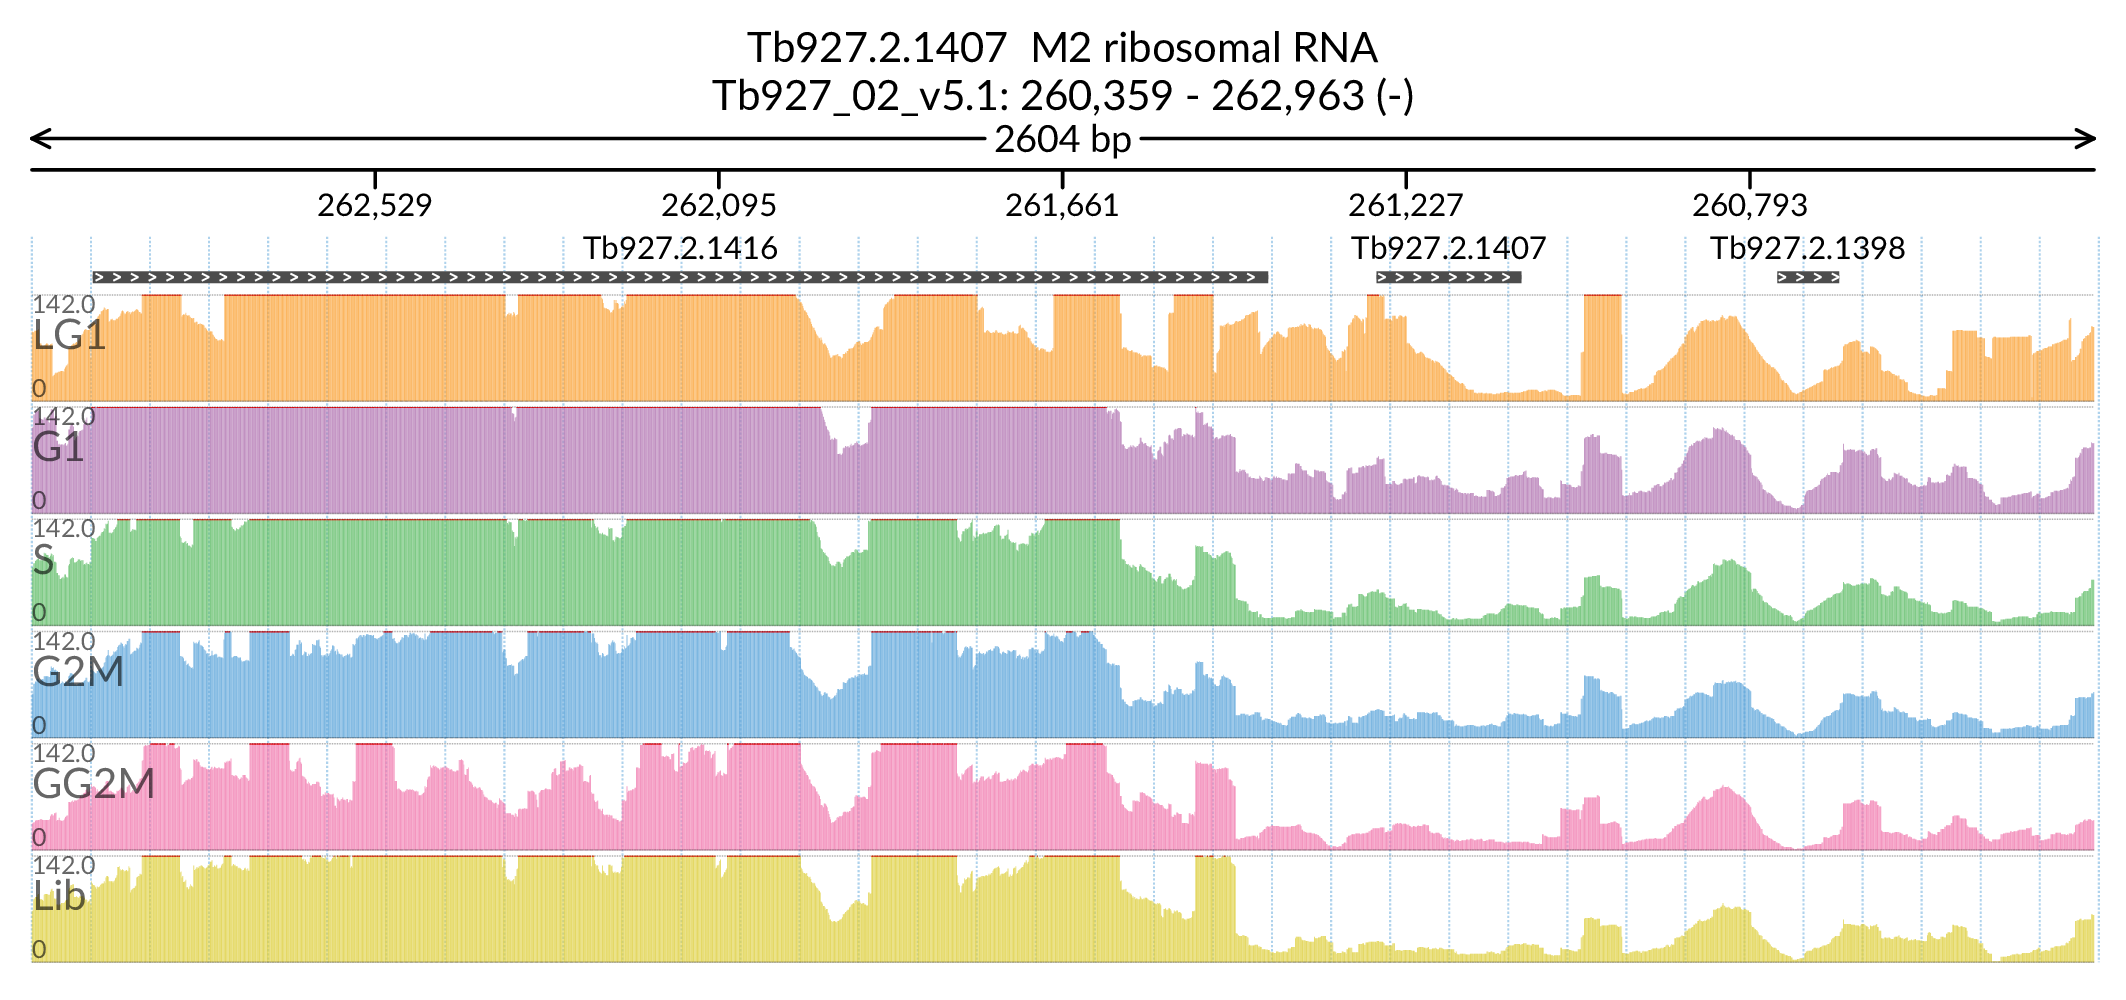 Tb927.2.1407  M2 ribosomal RNA
Tb927_02_v5.1: 260,359 - 262,963 (-)
2604 bp
262,529 262,095 261,661 261,227 260,793
Tb927.2.1416 Tb927.2.1407 Tb927.2.1398
142.0
LG1
0
142.0
G1
0
142.0
S
0
142.0
G2M
0
142.0
GG2M
0
142.0
Lib
0